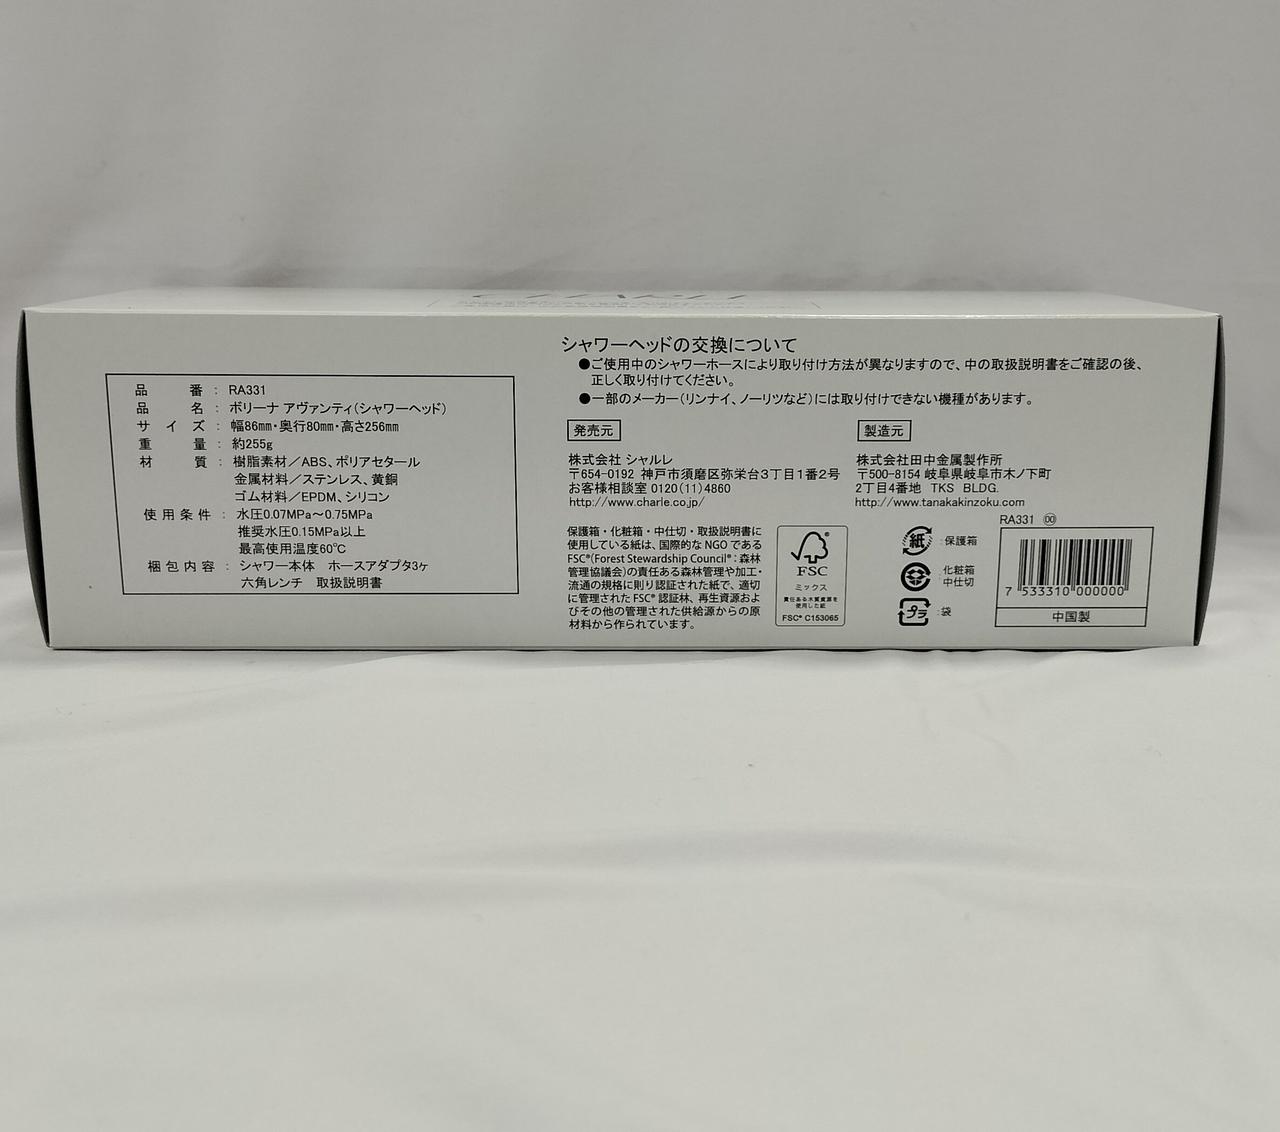 品番：RA331
品名：ボリーナ アヴァンティ（シャワーヘッド）
サイズ：幅86mm・奥行80mm・高さ256mm
重量：約255g
材質：樹脂素材／ABS、ポリアセタール
金属材料／ステンレス、黄銅
ゴム材料／EPDM、シリコン
使用条件：水圧0.07MPa～0.75MPa
推奨水圧0.15MPa以上
最高使用温度60℃
梱包内容：シャワー本体 ホースアダプタ3ヶ
六角レンチ 取扱説明書
シャワーヘッドの交換について
●ご使用中のシャワーホースにより取り付け方法が異なりますので、中の取扱説明書をご確認の後、
正しく取り付けてください。
●一部のメーカー（リンナイ、ノーリツなど）には取り付けできない機種があります。
発売元
株式会社 シャルレ
〒654-0192 神戸市須磨区弥栄台3丁目1番2号
お客様相談室 0120(11)4860
http://www.charle.co.jp/
製造元
株式会社田中金属製作所
〒500-8154 岐阜県岐阜市木ノ下町
2丁目4番地 TKS BLDG.
http://www.tanakakinzoku.com
保護箱・化粧箱・中仕切・取扱説明書に
使用している紙は、国際的な NGO である
FSC®（Forest Stewardship Council®：森林
管理協議会）の責任ある森林管理や加工・
流通の規格に則り認証された紙で、適切
に管理された FSC® 認証林、再生資源およ
びその他の管理された供給源からの原
材料から作られています。
FSC
ミックス
責任ある木質資源を
使用した紙
FSC® C153065
紙：保護箱
：化粧箱
中仕切
プラ：袋
RA331 00
7 533310 000000
中国製